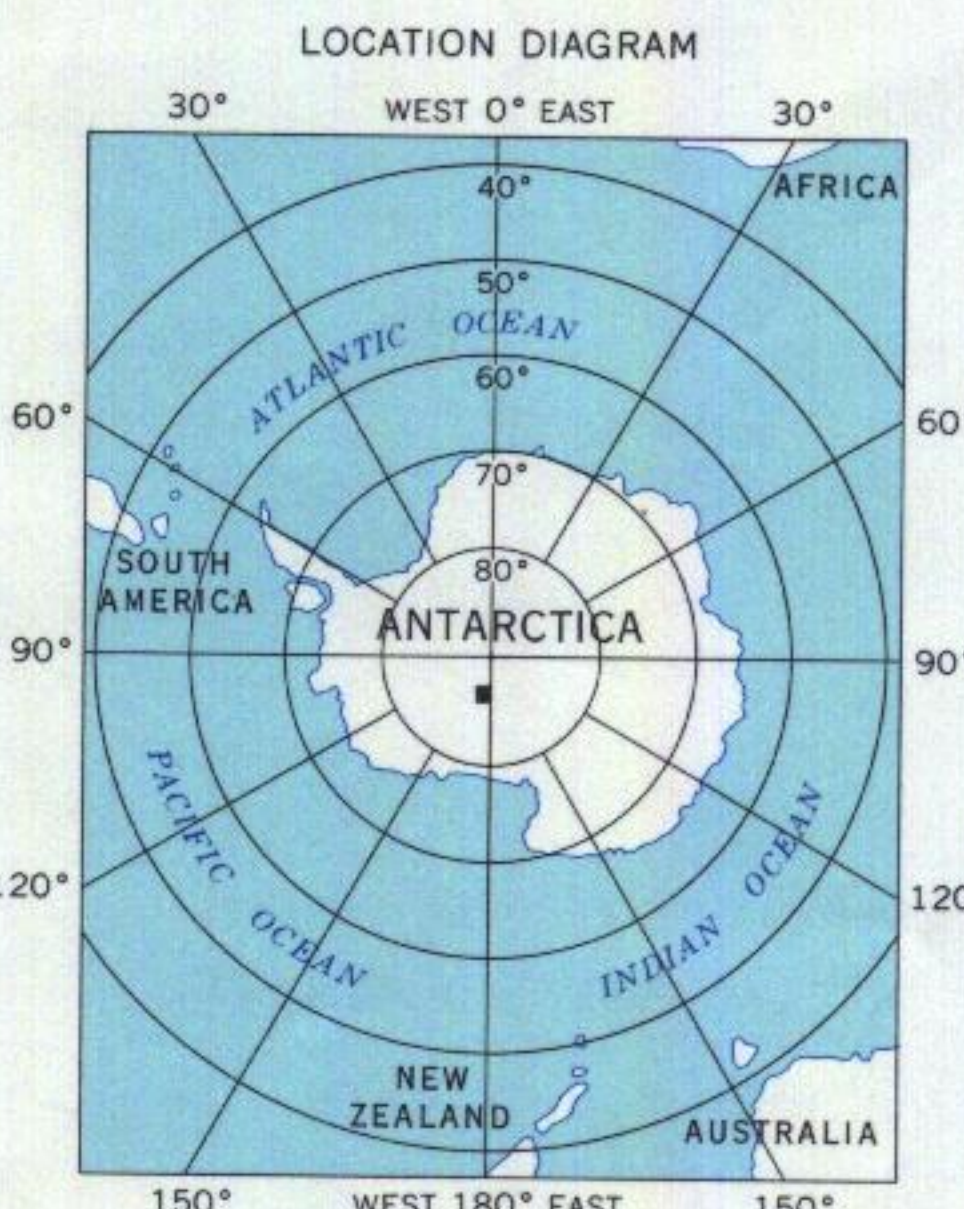 LOCATION DIAGRAM
30° WEST 0° EAST 30°
AFRICA
40°
50°
ATLANTIC OCEAN
60°
60° 60
70°
80°
SOUTH
AMERICA
ANTARCTICA
90° 90°
PACIFIC OCEAN
INDIAN OCEAN
120° 120
NEW
ZEALAND
AUSTRALIA
150° WEST 180° EAST 150°